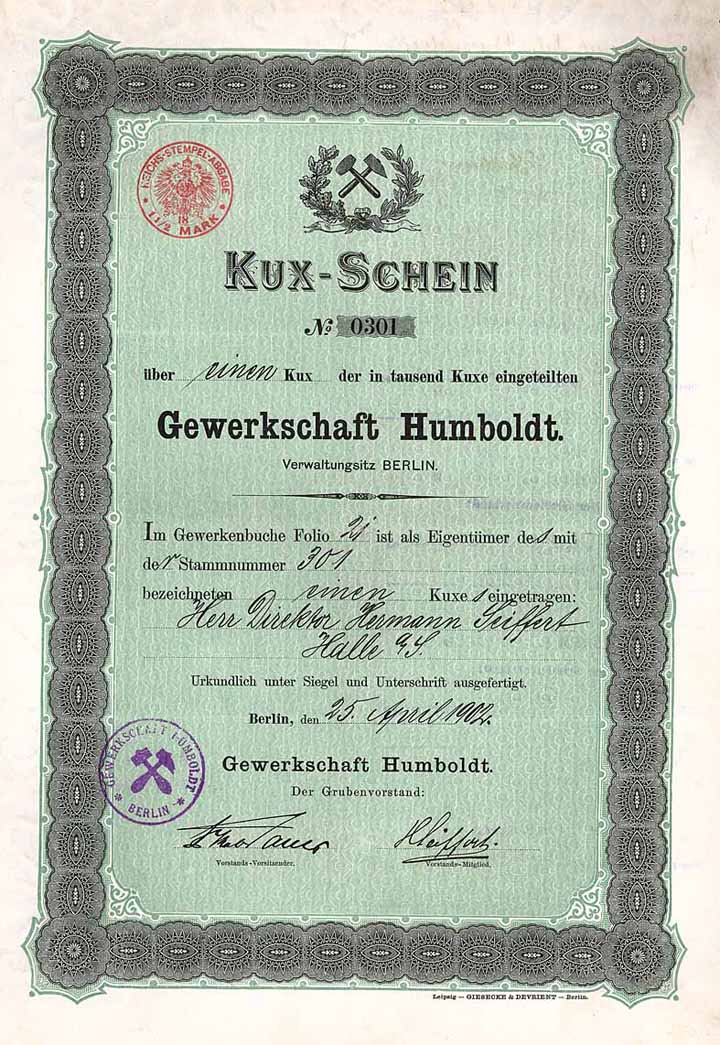 REICHS-STEMPEL-ABGABE
1 1/2 MARK
KUX-SCHEIN
No 0301
über einen Kux der in tausend Kuxe eingeteilten
Gewerkschaft Humboldt.
Verwaltungsitz BERLIN.
Im Gewerkenbuche Folio ist als Eigentümer des mit
der Stammnummer 301
bezeichneten einen Kuxes eingetragen:
Herr Direktor Hermann Seiffert
Halle a/S.
Urkundlich unter Siegel und Unterschrift ausgefertigt.
Berlin, den 25. April 1902.
GEWERKSCHAFT HUMBOLDT
BERLIN
Gewerkschaft Humboldt.
Der Grubenvorstand:
HSeiffert.
Vorstands-Vorsitzender.
Vorstands-Mitglied.
Leipzig — GIESECKE & DEVRIENT — Berlin.